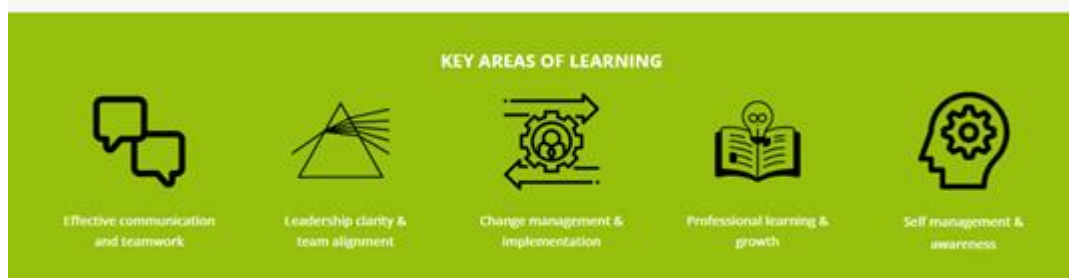 KEY AREAS OF LEARNING
Effective communication
and teamwork
Leadership clarity &
team alignment
Change management &
implementation
Professional learning &
growth
Self management &
awareness